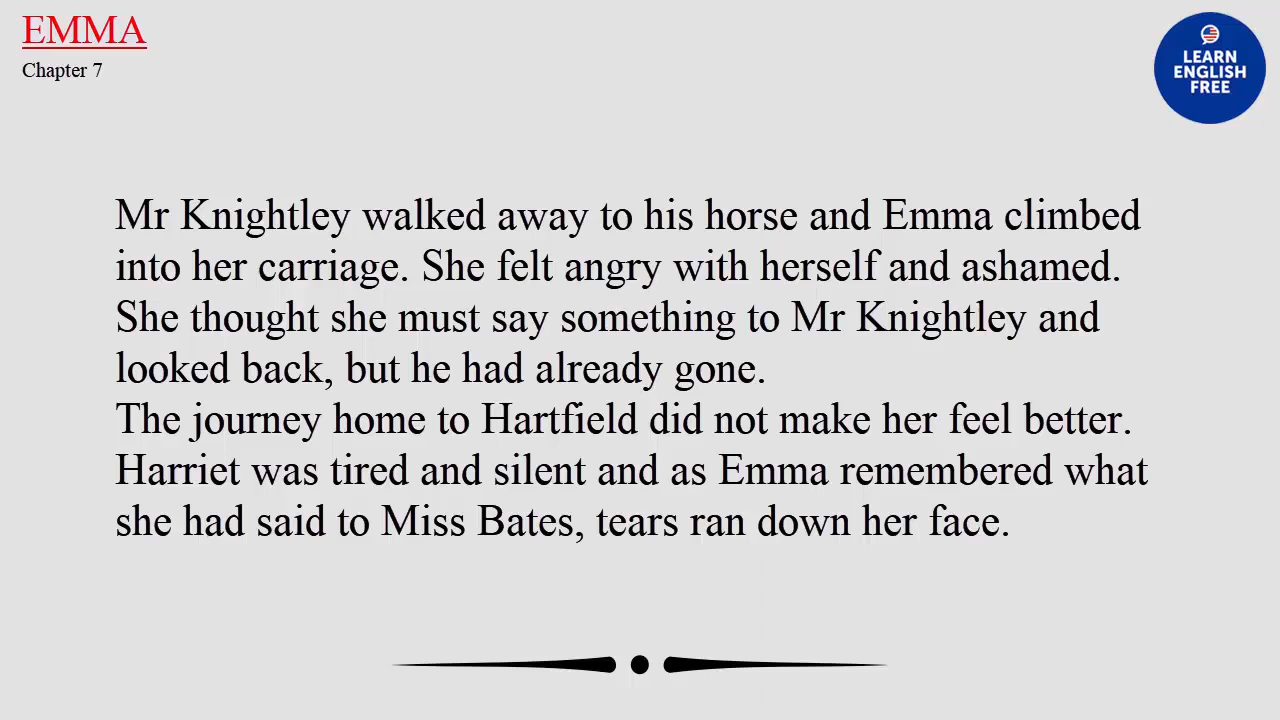 EMMA
Chapter 7
LEARN
ENGLISH
FREE
Mr Knightley walked away to his horse and Emma climbed
into her carriage. She felt angry with herself and ashamed.
She thought she must say something to Mr Knightley and
looked back, but he had already gone.
The journey home to Hartfield did not make her feel better.
Harriet was tired and silent and as Emma remembered what
she had said to Miss Bates, tears ran down her face.